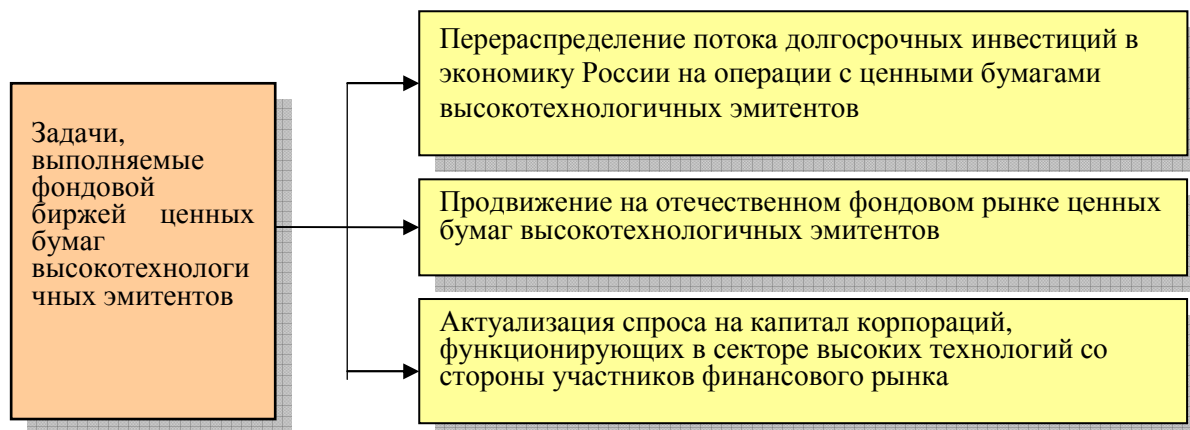 Задачи,
выполняемые
фондовой
биржей ценных
бумаг
высокотехнологи
чных эмитентов
Перераспределение потока долгосрочных инвестиций в
экономику России на операции с ценными бумагами
высокотехнологичных эмитентов
Продвижение на отечественном фондовом рынке ценных
бумаг высокотехнологичных эмитентов
Актуализация спроса на капитал корпораций,
функционирующих в секторе высоких технологий со
стороны участников финансового рынка